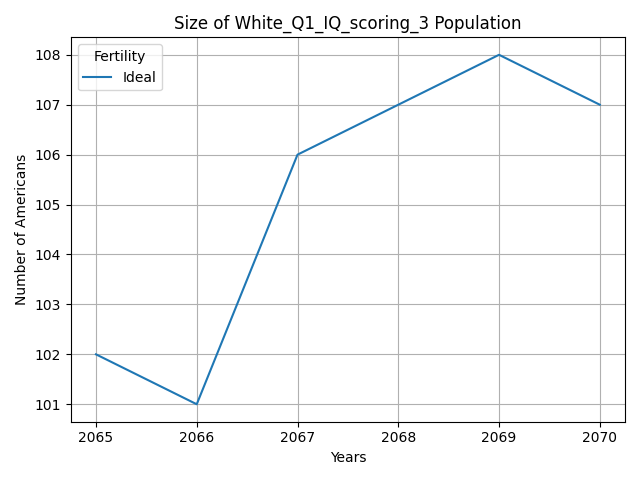 Size of White_Q1_IQ_scoring_3 Population
Fertility
Ideal
108
107
106
105
104
103
102
101
Number of Americans
2065 2066 2067 2068 2069 2070
Years